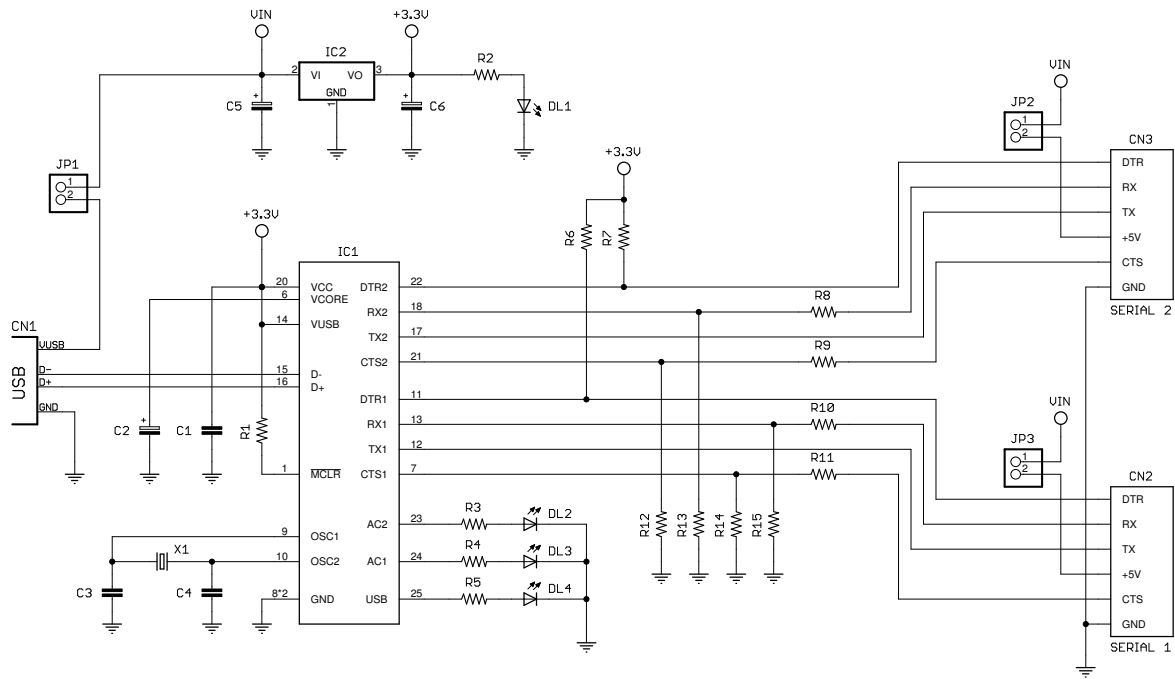 VIN
+3.3V
IC2
R2
2
VI
VO
3
GND
1
+
C5
+
C6
DL1
VIN
JP2
1
2
CN3
DTR
RX
TX
+5V
CTS
GND
SERIAL 2
JP1
1
2
+3.3V
R6
R7
+3.3V
IC1
20
VCC
DTR2
22
6
VCORE
RX2
18
R8
14
VUSB
TX2
17
CTS2
21
R9
CN1
VUSB
D-
D+
GND
USB
15
D-
16
D+
DTR1
11
RX1
13
R10
TX1
12
+
C2
C1
R1
1
MCLR
CTS1
7
R11
VIN
JP3
1
2
CN2
DTR
RX
TX
+5V
CTS
GND
SERIAL 1
R12
R13
R14
R15
AC2
23
R3
DL2
9
OSC1
X1
10
OSC2
AC1
24
R4
DL3
C3
C4
8*2
GND
USB
25
R5
DL4